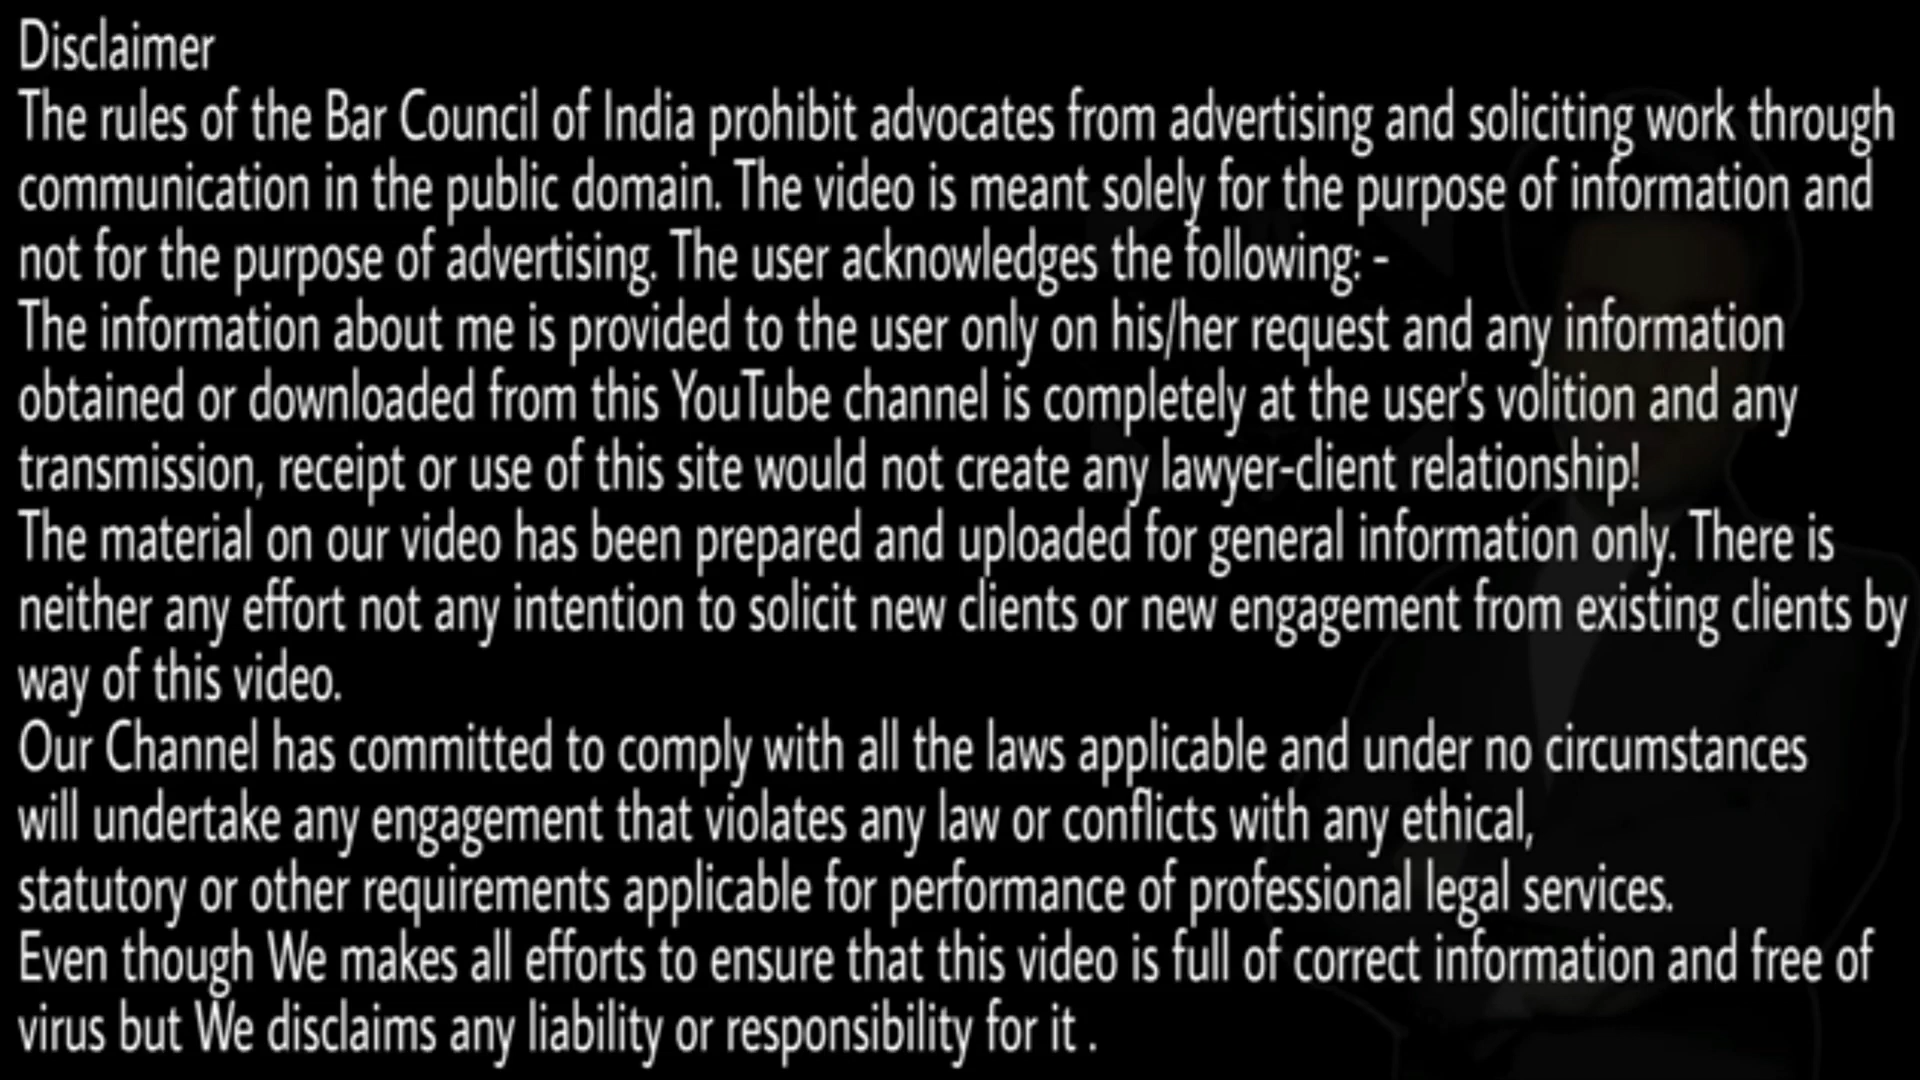 Disclaimer
The rules of the Bar Council of India prohibit advocates from advertising and soliciting work through
communication in the public domain. The video is meant solely for the purpose of information and
not for the purpose of advertising. The user acknowledges the following: -
The information about me is provided to the user only on his/her request and any information
obtained or downloaded from this YouTube channel is completely at the user's volition and any
transmission, receipt or use of this site would not create any lawyer-client relationship!
The material on our video has been prepared and uploaded for general information only. There is
neither any effort not any intention to solicit new clients or new engagement from existing clients by
way of this video.
Our Channel has committed to comply with all the laws applicable and under no circumstances
will undertake any engagement that violates any law or conflicts with any ethical,
statutory or other requirements applicable for performance of professional legal services.
Even though We makes all efforts to ensure that this video is full of correct information and free of
virus but We disclaims any liability or responsibility for it .